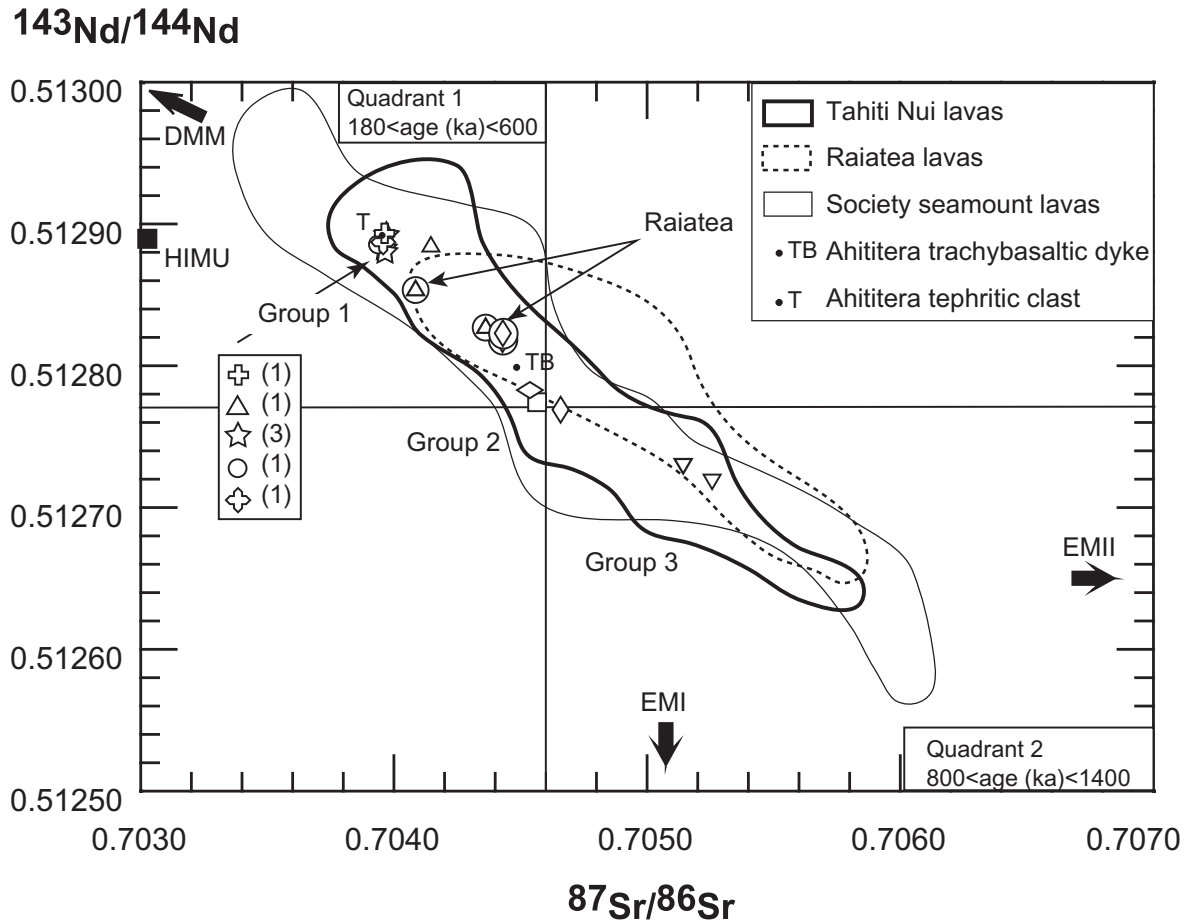 143Nd/144Nd
0.51300
0.51290
0.51280
0.51270
0.51260
0.51250
DMM
HIMU
Quadrant 1
180<age (ka)<600
Tahiti Nui lavas
Raiatea lavas
Society seamount lavas
TB Ahititera trachybasaltic dyke
T Ahititera tephritic clast
T
Raiatea
Group 1
(1)
(1)
(3)
(1)
(1)
TB
Group 2
Group 3
EMII
EMI
Quadrant 2
800<age (ka)<1400
0.7030
0.7040
0.7050
0.7060
0.7070
87Sr/86Sr